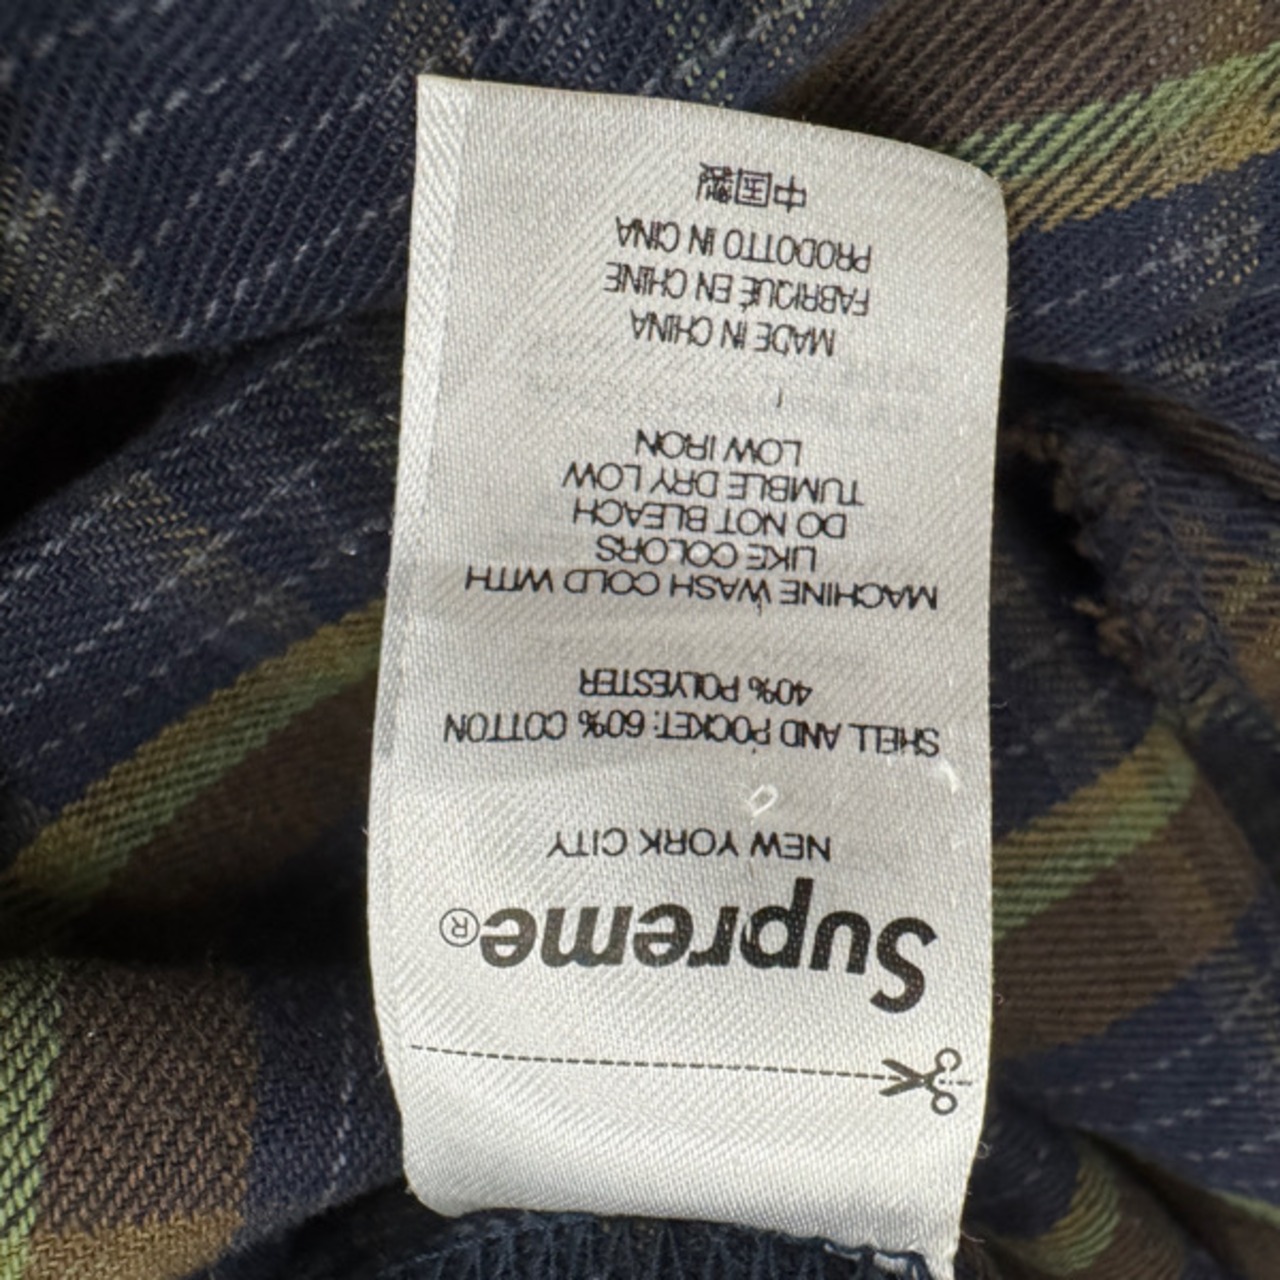 Supreme®
NEW YORK CITY
SHELL AND POCKET: 60% COTTON
40% POLYESTER
MACHINE WASH COLD WITH
LIKE COLORS
DO NOT BLEACH
TUMBLE DRY LOW
LOW IRON
MADE IN CHINA
FABRIQUÉ EN CHINE
PRODOTTO IN CINA
中国製